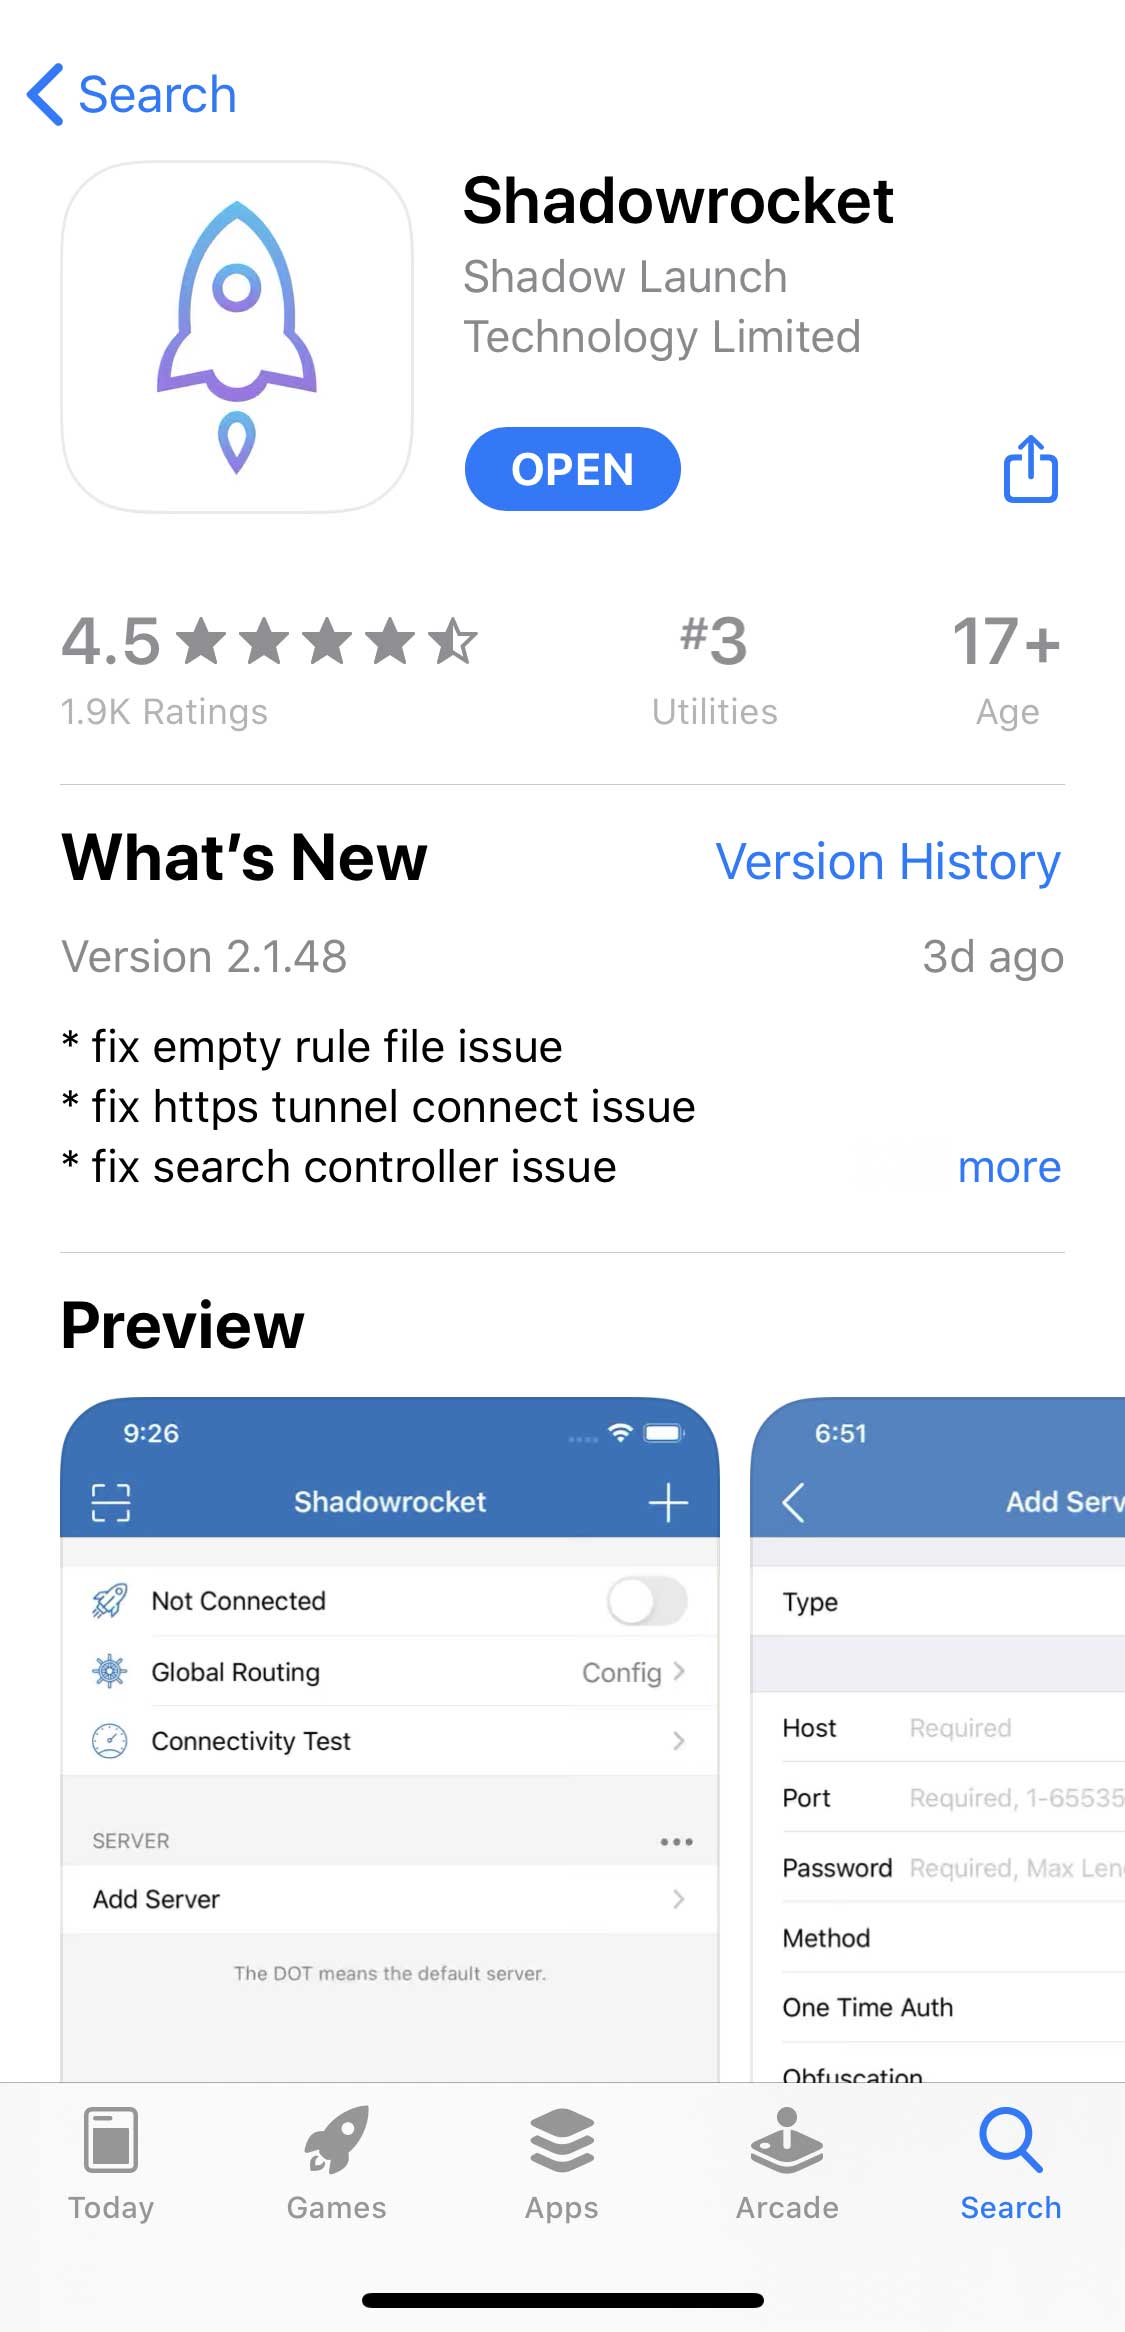 Search
Shadowrocket
Shadow Launch
Technology Limited
OPEN
4.5
1.9K Ratings
#3
Utilities
17+
Age
What's New
Version History
Version 2.1.48
3d ago
* fix empty rule file issue
* fix https tunnel connect issue
* fix search controller issue
more
Preview
9:26
Shadowrocket
Not Connected
Global Routing
Config
Connectivity Test
SERVER
Add Server
The DOT means the default server.
6:51
Add Serv
Type
Host Required
Port Required, 1-65535
Password Required, Max Len
Method
One Time Auth
Obfuscation
Today
Games
Apps
Arcade
Search